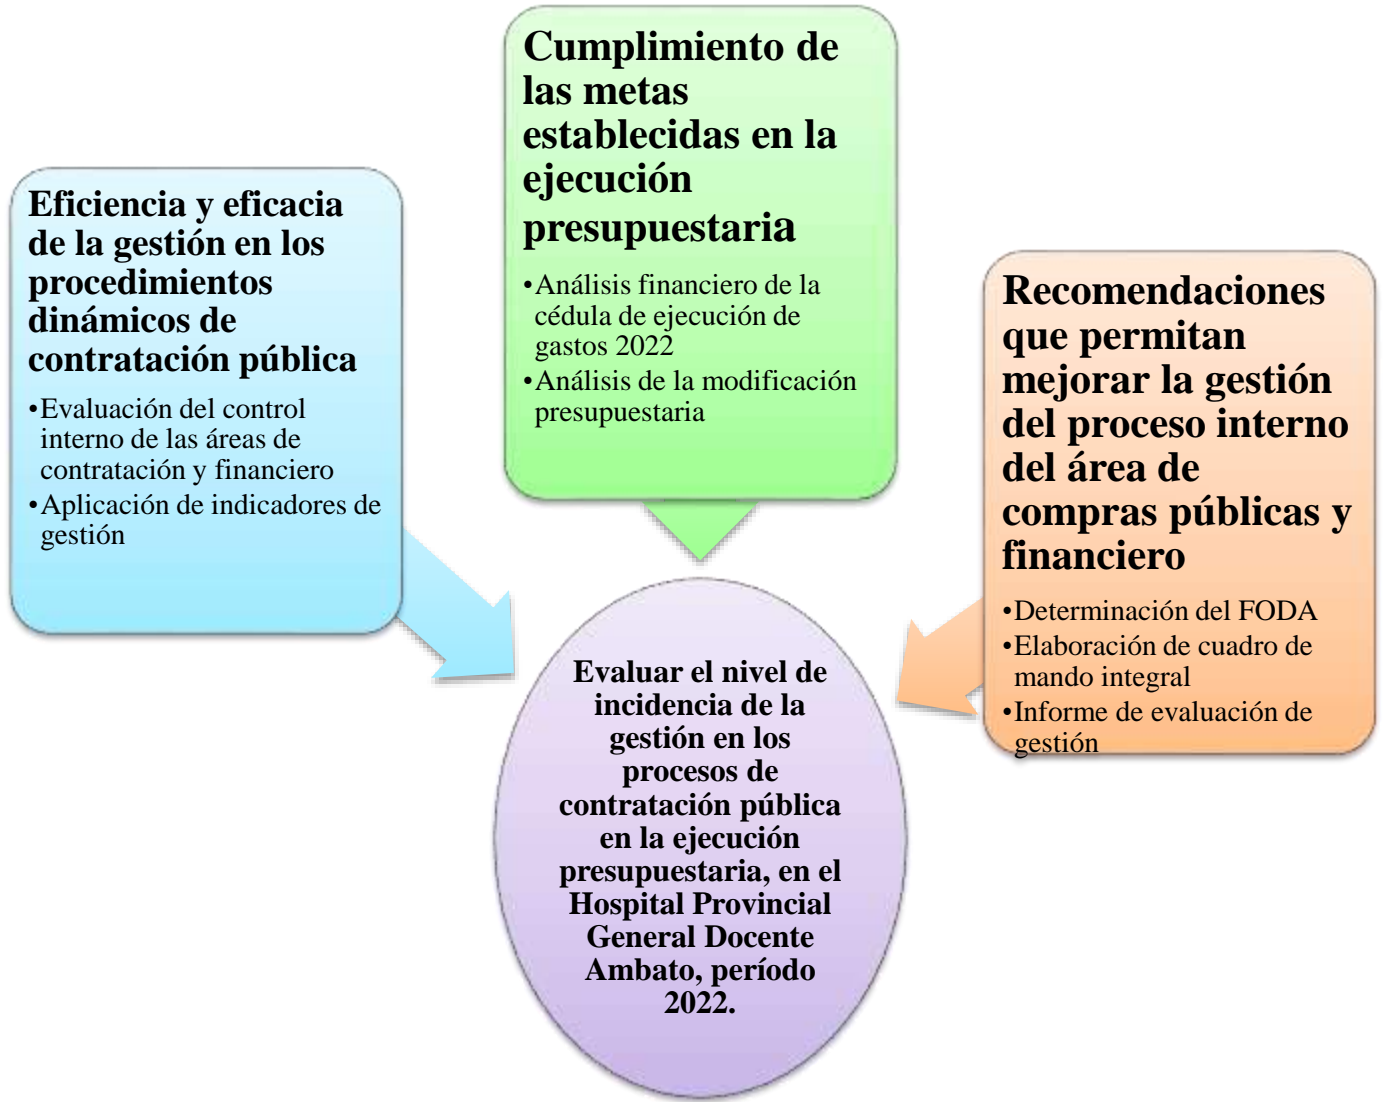 Eficiencia y eficacia
de la gestión en los
procedimientos
dinámicos de
contratación pública
•Evaluación del control
interno de las áreas de
contratación y financiero
•Aplicación de indicadores de
gestión
Cumplimiento de
las metas
establecidas en la
ejecución
presupuestaria
•Análisis financiero de la
cédula de ejecución de
gastos 2022
•Análisis de la modificación
presupuestaria
Recomendaciones
que permitan
mejorar la gestión
del proceso interno
del área de
compras públicas y
financiero
•Determinación del FODA
•Elaboración de cuadro de
mando integral
•Informe de evaluación de
gestión
Evaluar el nivel de
incidencia de la
gestión en los
procesos de
contratación pública
en la ejecución
presupuestaria, en el
Hospital Provincial
General Docente
Ambato, período
2022.